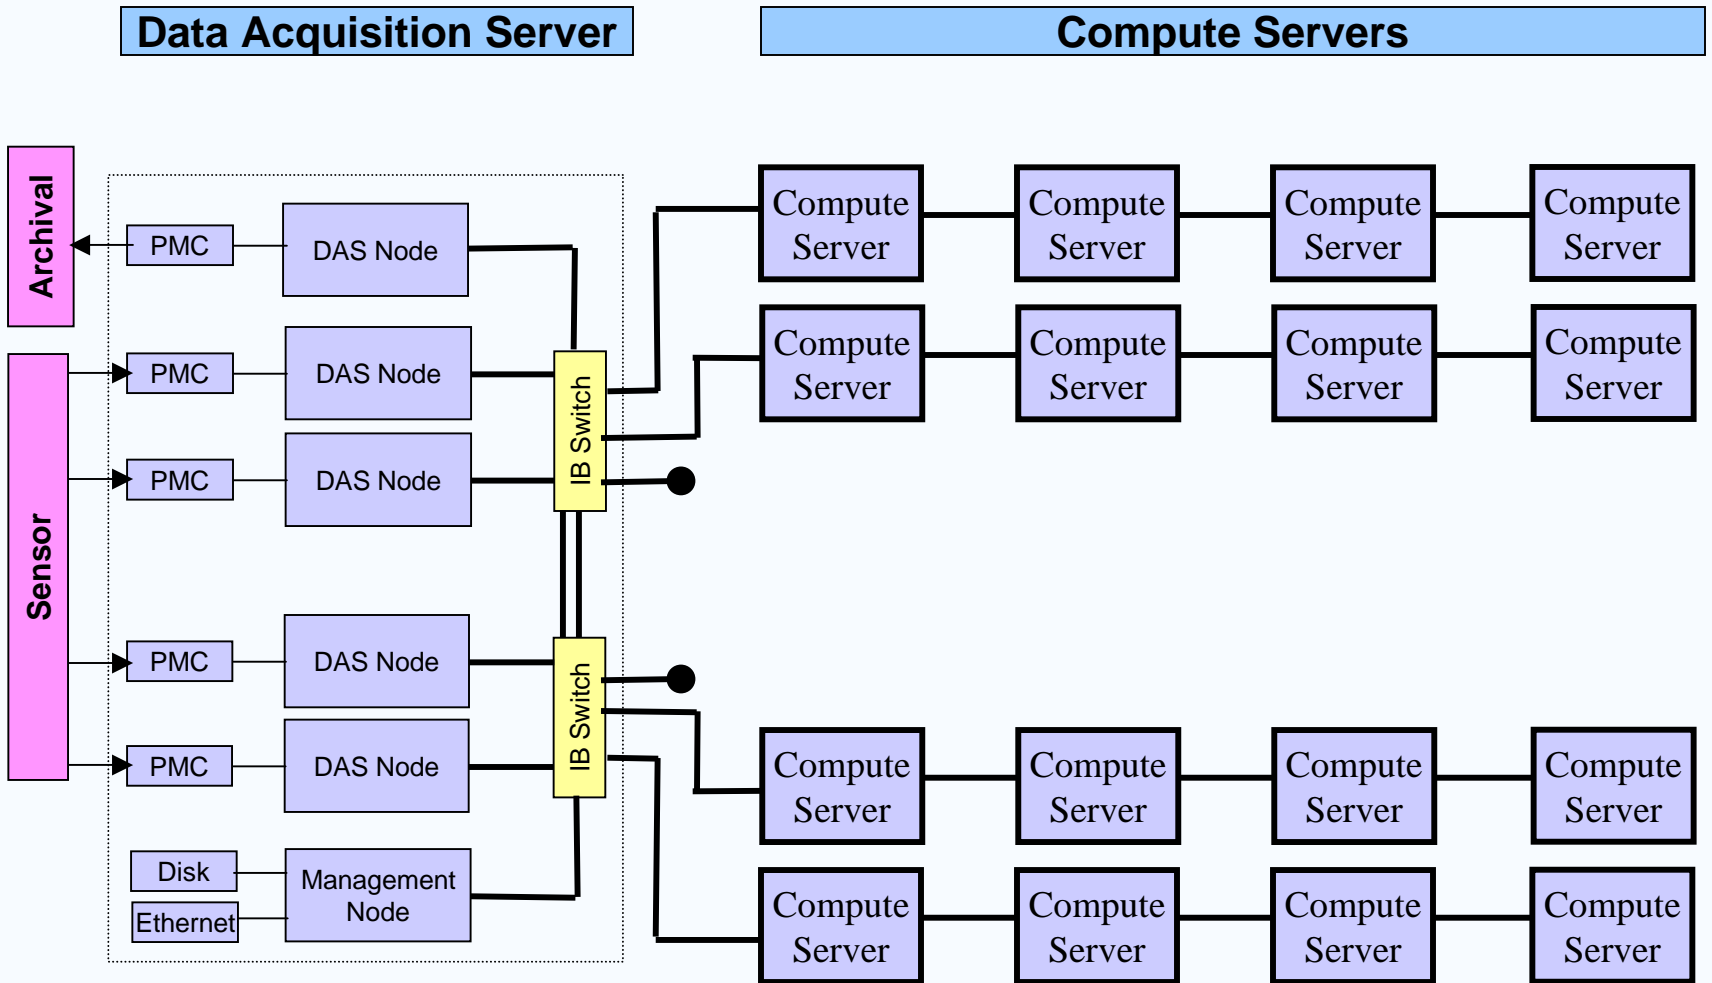 Data Acquisition Server
Compute Servers
Archival
PMC
DAS Node
Compute
Server
Compute
Server
Compute
Server
Compute
Server
Sensor
PMC
DAS Node
IB Switch
Compute
Server
Compute
Server
Compute
Server
Compute
Server
PMC
DAS Node
PMC
DAS Node
IB Switch
PMC
DAS Node
Compute
Server
Compute
Server
Compute
Server
Compute
Server
Disk
Ethernet
Management
Node
Compute
Server
Compute
Server
Compute
Server
Compute
Server